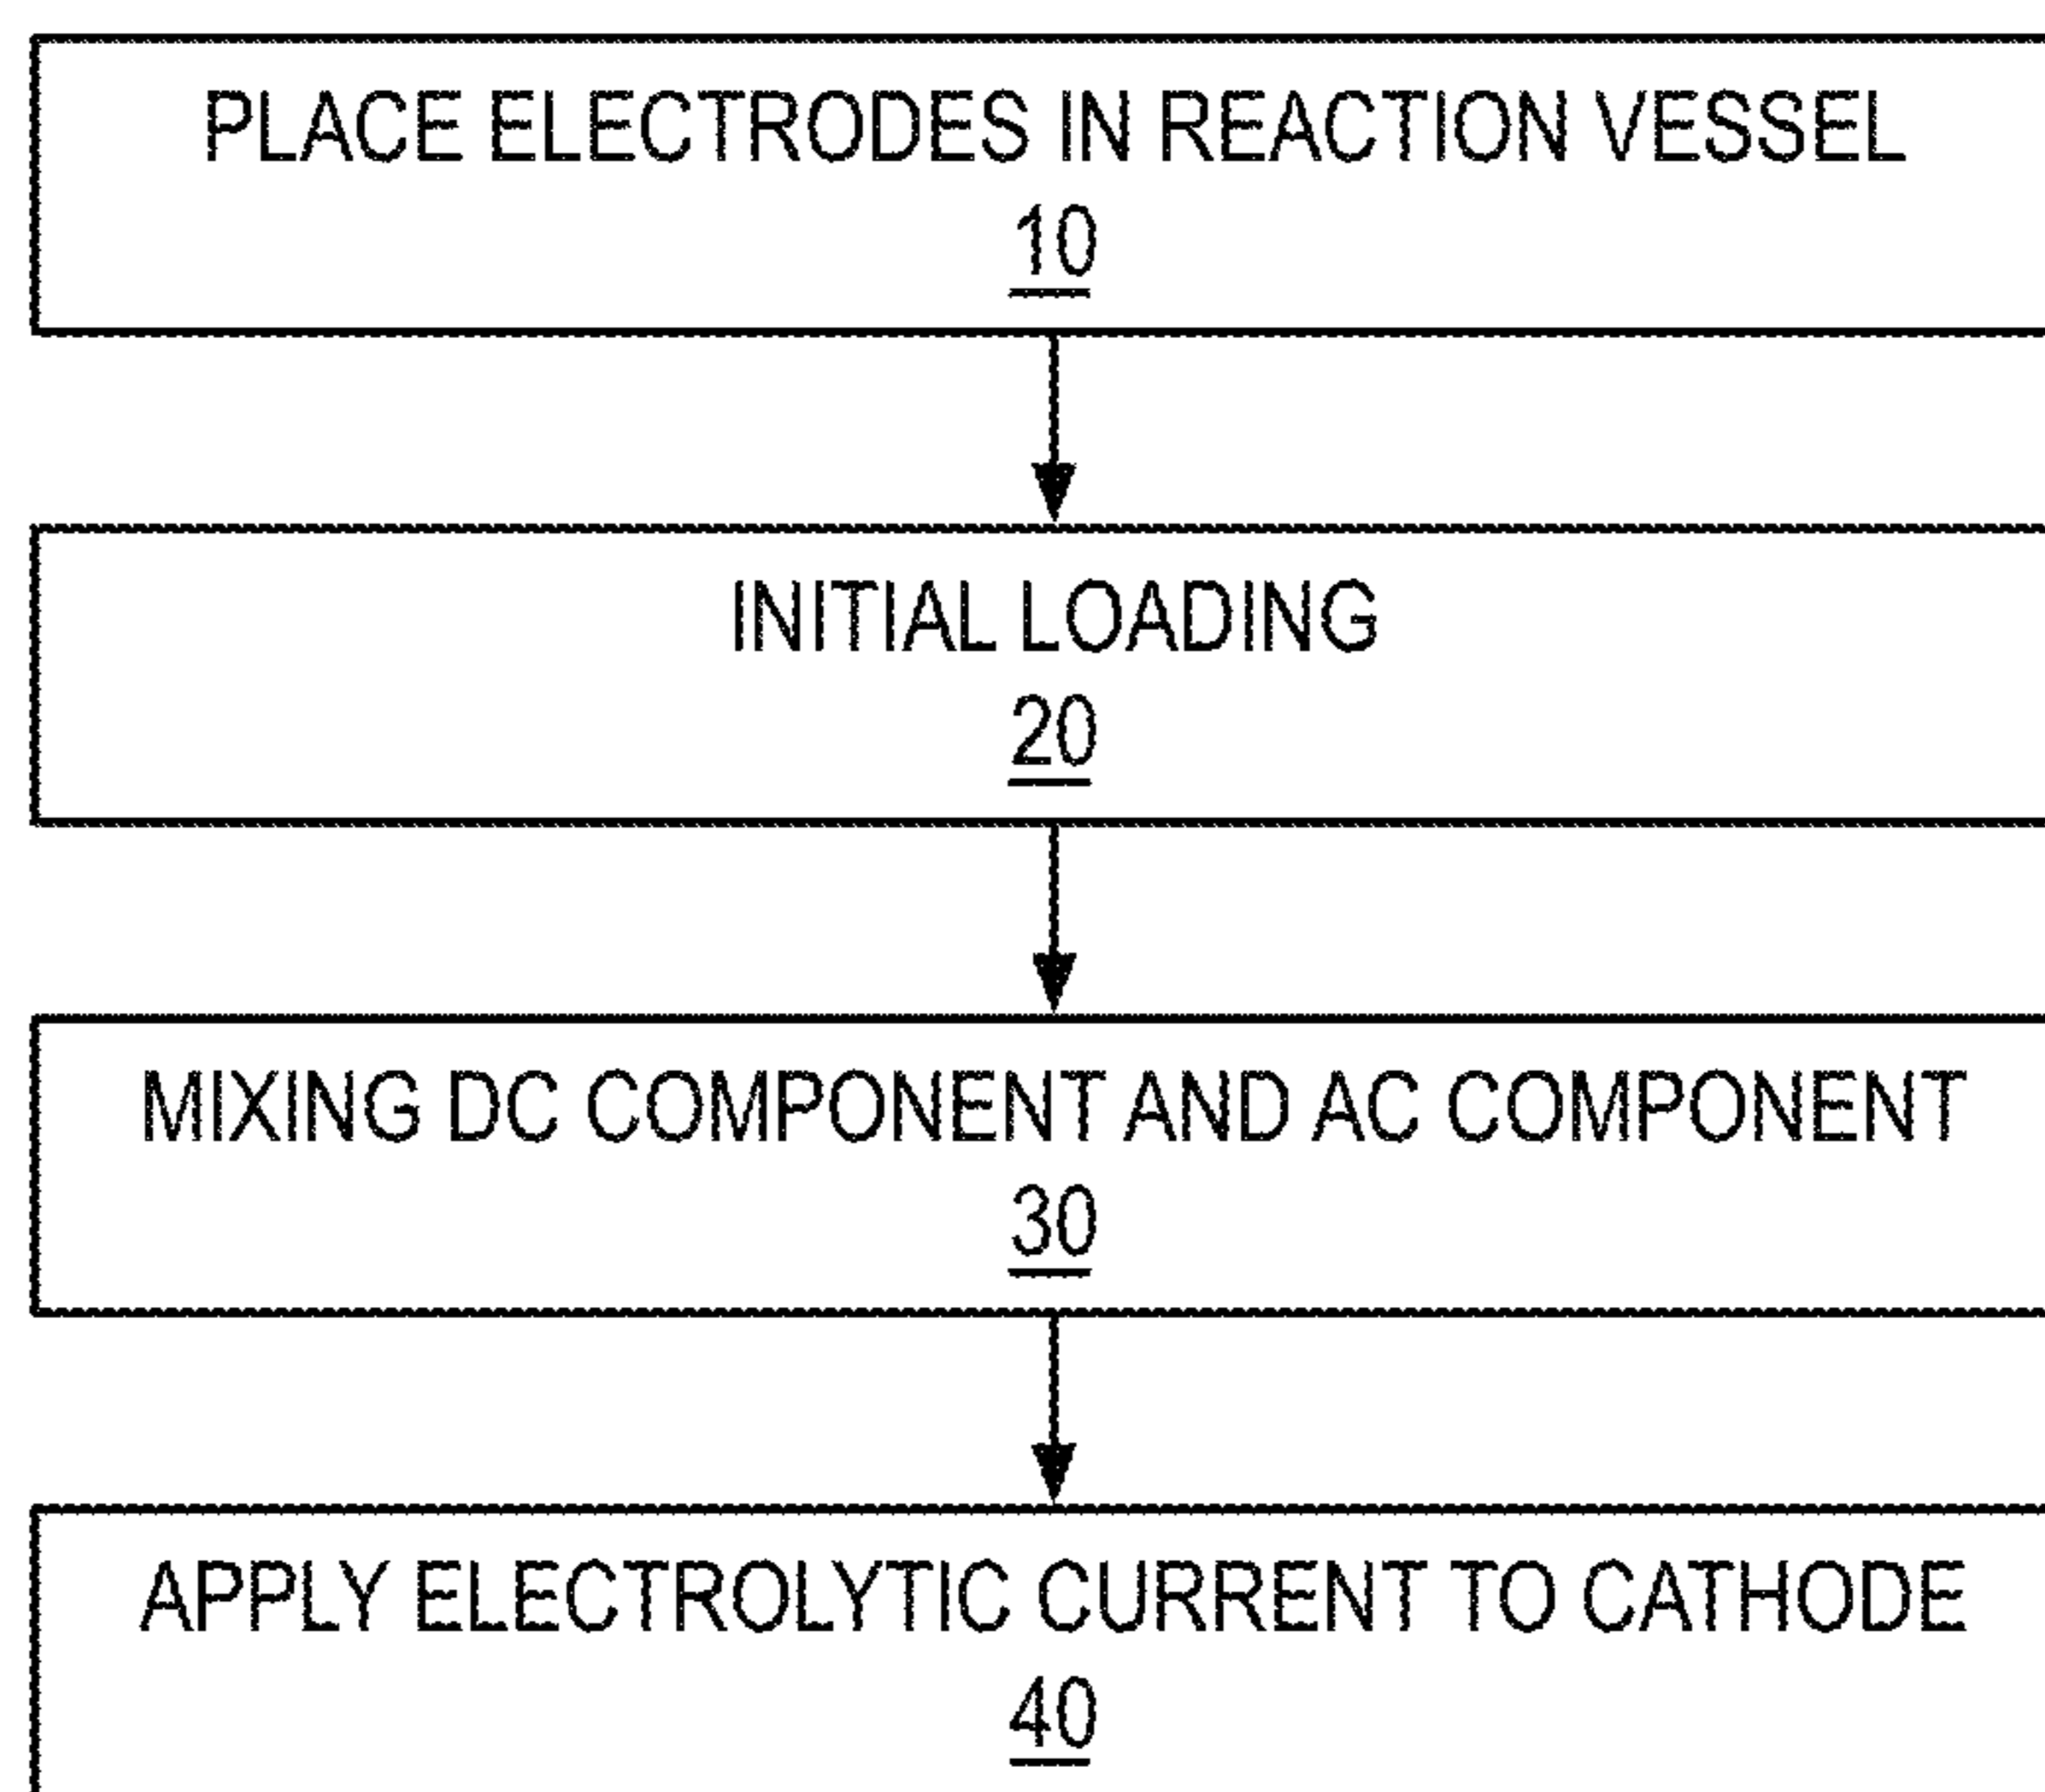 PLACE ELECTRODES IN REACTION VESSEL
10
INITIAL LOADING
20
MIXING DC COMPONENT AND AC COMPONENT
30
APPLY ELECTROLYTIC CURRENT TO CATHODE
40